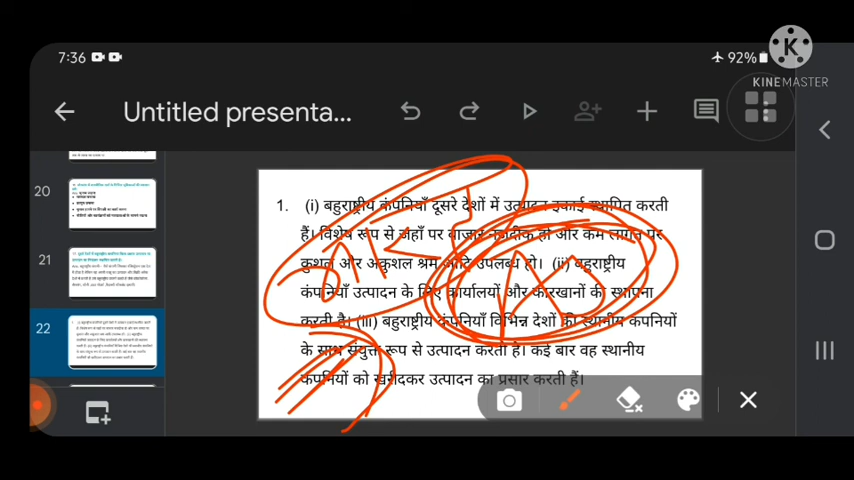 7:36
92%
KINEMASTER
Untitled presenta...
20
21
22
1. (i) बहुराष्ट्रीय कंपनियाँ दूसरे देशों में उत्पादन इकाई स्थापित करती
हैं। विशेष रूप से जहाँ पर बाजार नजदीक हो और कम लागत पर
कुशल और अकुशल श्रम आदि उपलब्ध हो। (ii) बहुराष्ट्रीय
कंपनियाँ उत्पादन के लिए कार्यालयों और कारखानों की स्थापना
करती है। (iii) बहुराष्ट्रीय कंपनियाँ विभिन्न देशों की स्थानीय कंपनियों
के साथ संयुक्त रूप से उत्पादन करती है। कई बार वह स्थानीय
कंपनियों को खरीदकर उत्पादन का प्रसार करती हैं।